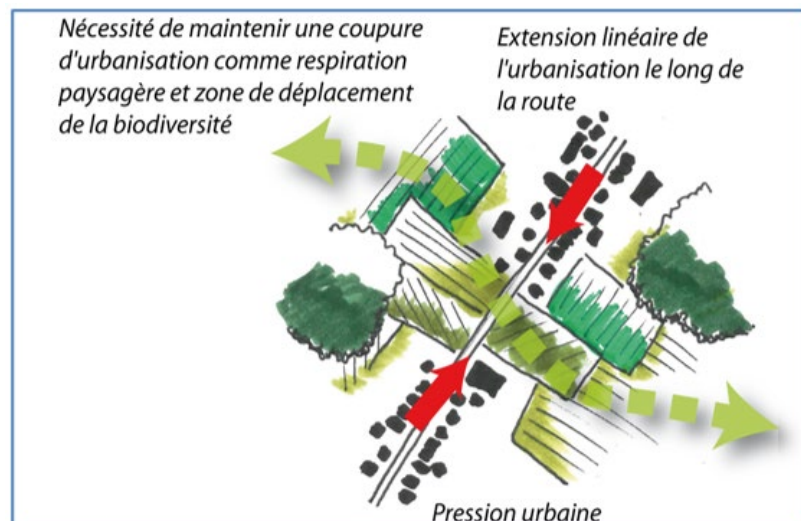 Nécessité de maintenir une coupure
d'urbanisation comme respiration
paysagère et zone de déplacement
de la biodiversité
Extension linéaire de
l'urbanisation le long de
la route
Pression urbaine